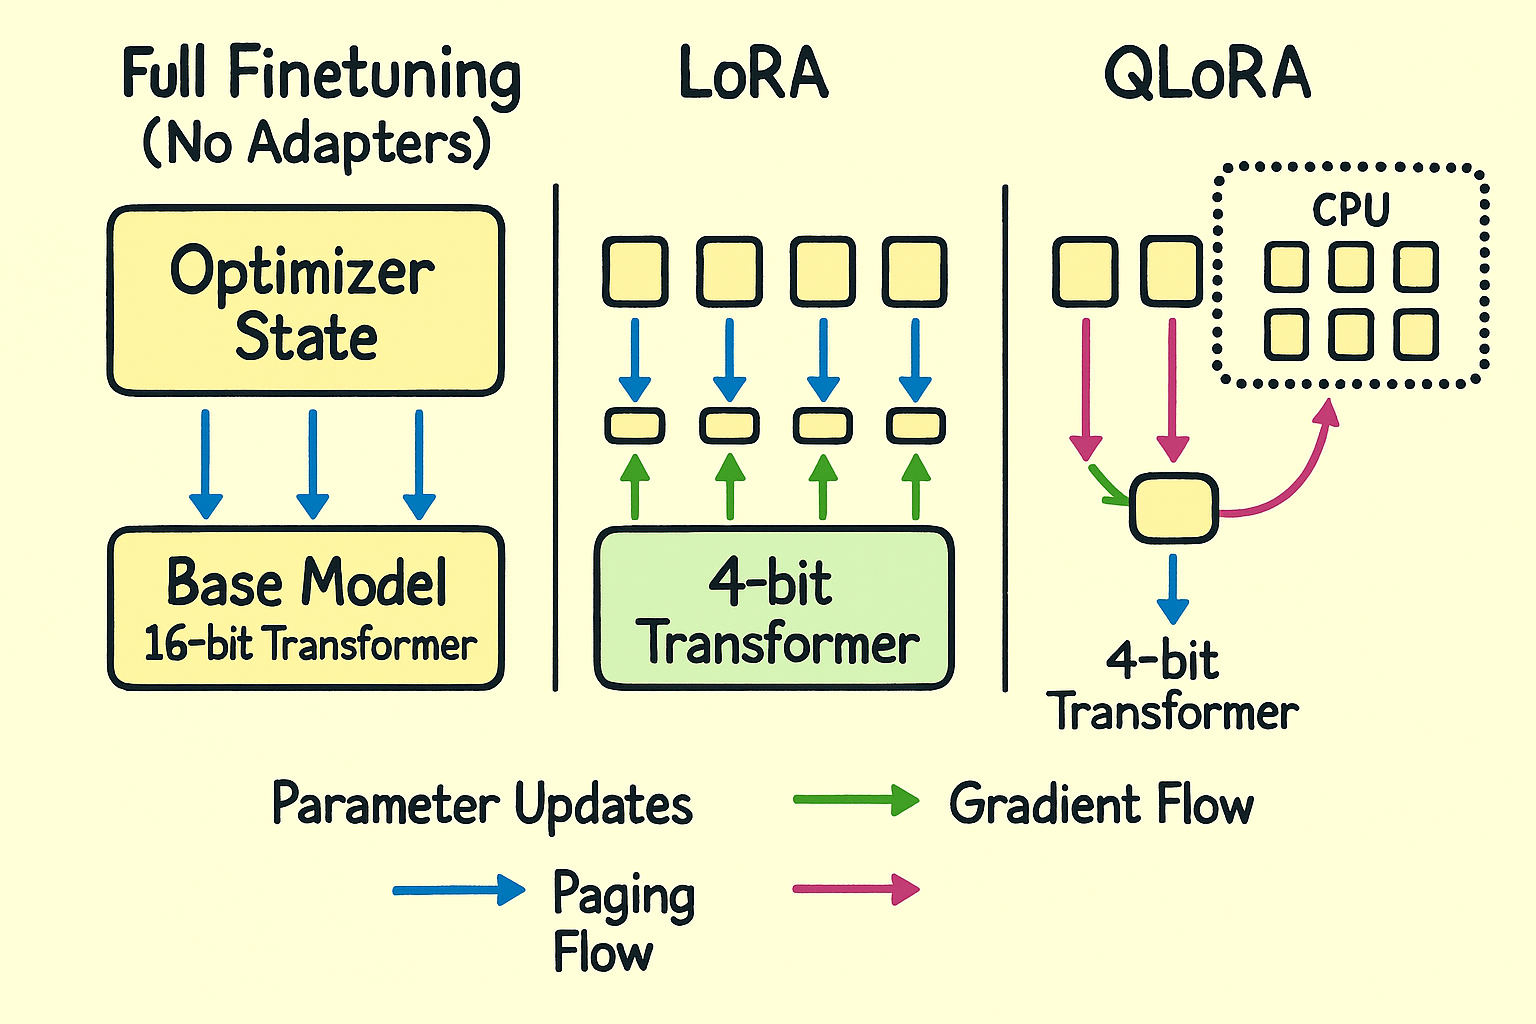 Full Finetuning
(No Adapters)
LoRA
QLoRA
Optimizer
State
Base Model
16-bit Transformer
4-bit
Transformer
CPU
4-bit
Transformer
Parameter Updates
Gradient Flow
Paging
Flow